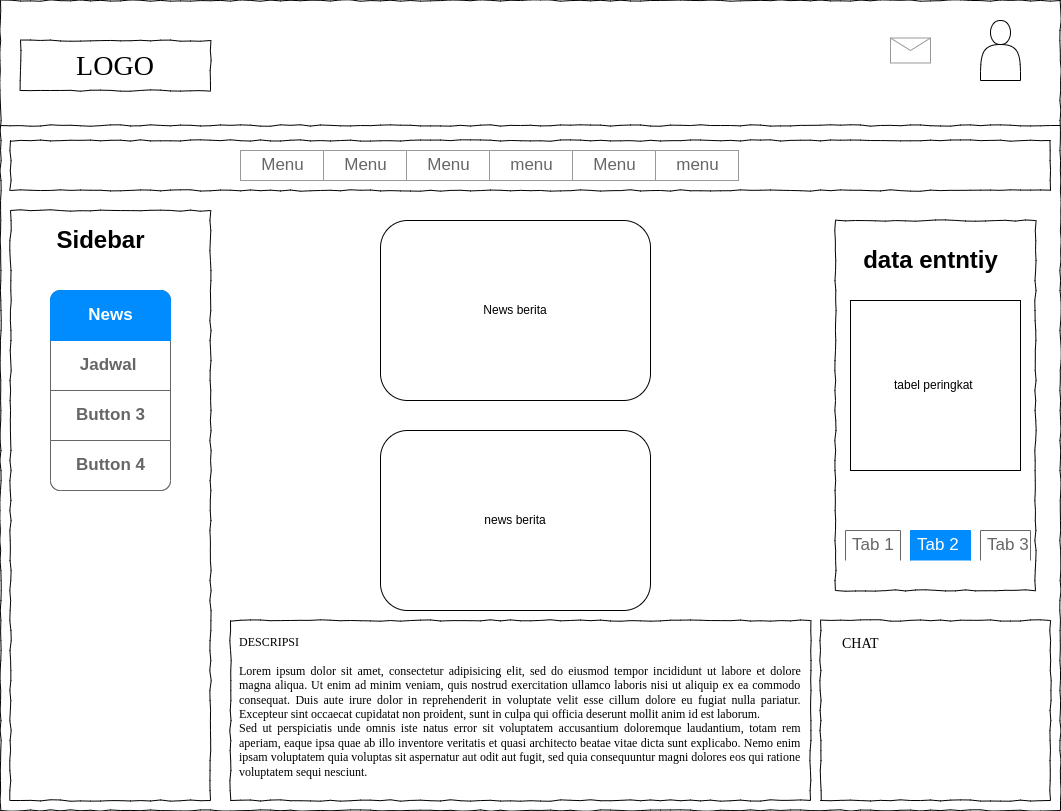 LOGO
Menu Menu Menu menu Menu menu
Sidebar
News
Jadwal
Button 3
Button 4
News berita
news berita
data entntiy
tabel peringkat
Tab 1 Tab 2 Tab 3
DESCRIPSI
Lorem ipsum dolor sit amet, consectetur adipisicing elit, sed do eiusmod tempor incididunt ut labore et dolore
magna aliqua. Ut enim ad minim veniam, quis nostrud exercitation ullamco laboris nisi ut aliquip ex ea commodo
consequat. Duis aute irure dolor in reprehenderit in voluptate velit esse cillum dolore eu fugiat nulla pariatur.
Excepteur sint occaecat cupidatat non proident, sunt in culpa qui officia deserunt mollit anim id est laborum.
Sed ut perspiciatis unde omnis iste natus error sit voluptatem accusantium doloremque laudantium, totam rem
aperiam, eaque ipsa quae ab illo inventore veritatis et quasi architecto beatae vitae dicta sunt explicabo. Nemo enim
ipsam voluptatem quia voluptas sit aspernatur aut odit aut fugit, sed quia consequuntur magni dolores eos qui ratione
voluptatem sequi nesciunt.
CHAT